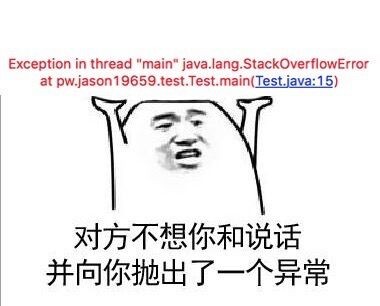 Exception in thread "main" java.lang.StackOverflowError
at pw.jason19659.test.Test.main(Test.java:15)
对方不想你和说话
并向你抛出了一个异常